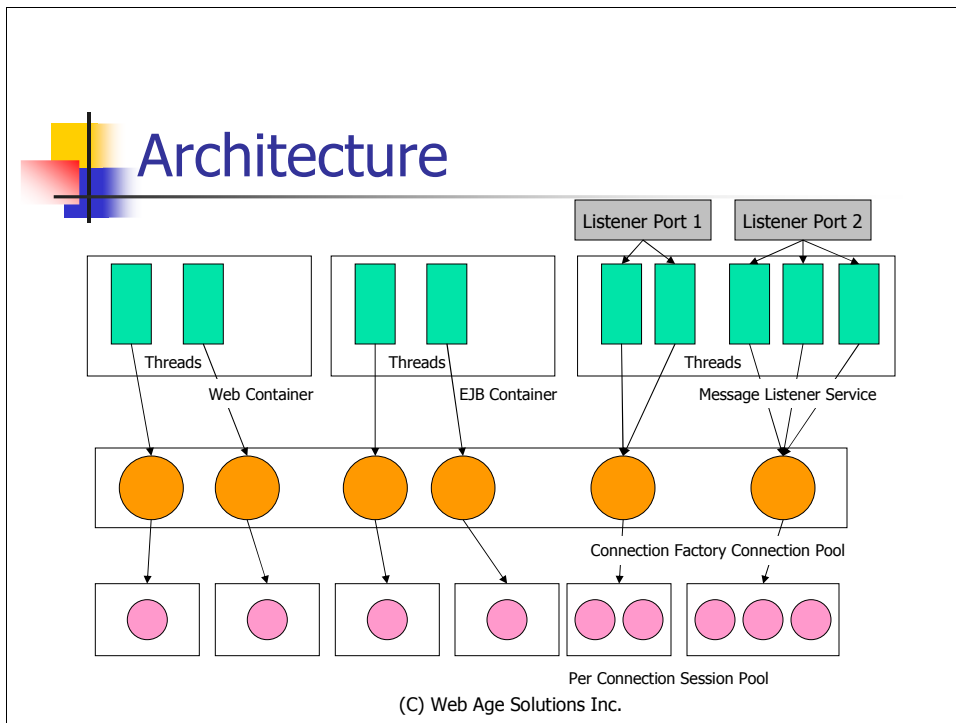 Architecture
Listener Port 1
Listener Port 2
Threads
Threads
Threads
Web Container
EJB Container
Message Listener Service
Connection Factory Connection Pool
Per Connection Session Pool
(C) Web Age Solutions Inc.